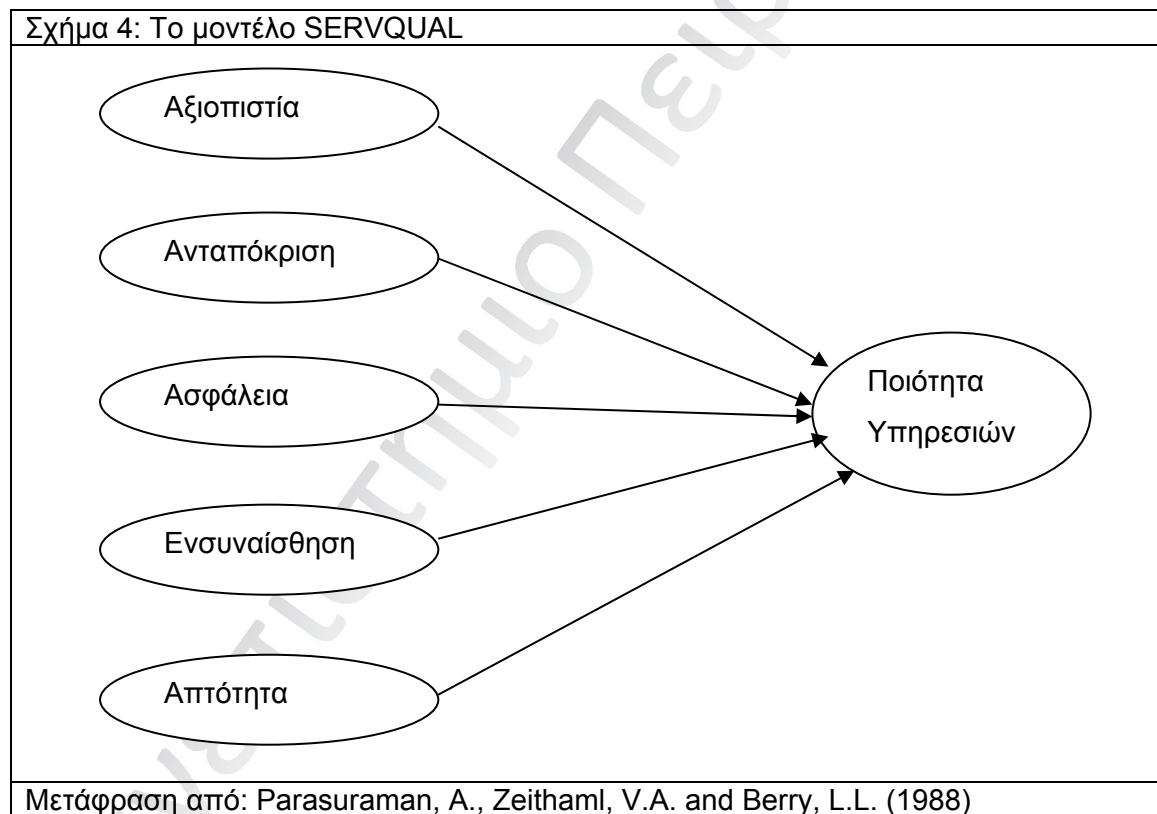 Σχήμα 4: Το μοντέλο SERVQUAL
Αξιοπιστία
Ανταπόκριση
Ασφάλεια
Ενσυναίσθηση
Απτότητα
Ποιότητα
Υπηρεσιών
Μετάφραση από: Parasuraman, A., Zeithaml, V.A. and Berry, L.L. (1988)